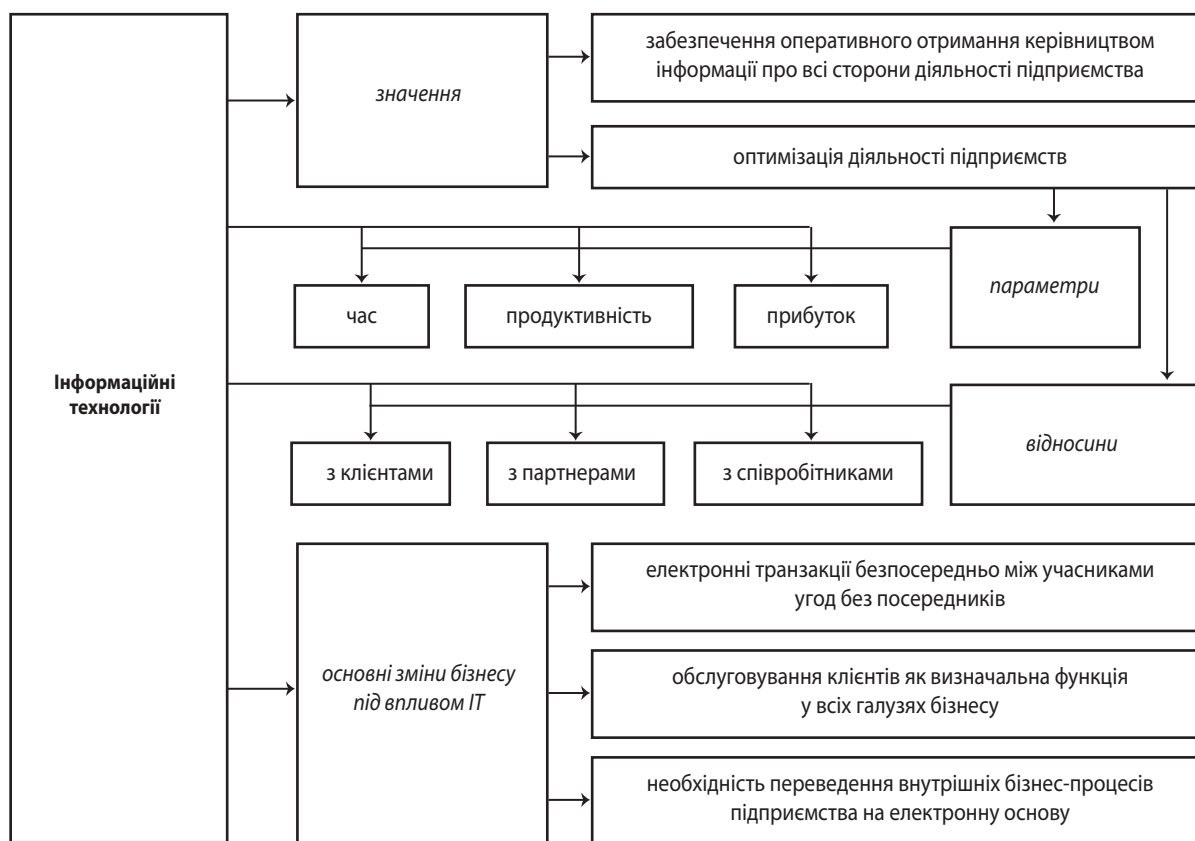 Інформаційні
технології
значення
забезпечення оперативного отримання керівництвом
інформації про всі сторони діяльності підприємства
оптимізація діяльності підприємств
параметри
час
продуктивність
прибуток
відносини
з клієнтами
з партнерами
з співробітниками
основні зміни бізнесу
під впливом ІТ
електронні транзакції безпосередньо між учасниками
угод без посередників
обслуговування клієнтів як визначальна функція
у всіх галузях бізнесу
необхідність переведення внутрішніх бізнес-процесів
підприємства на електронну основу